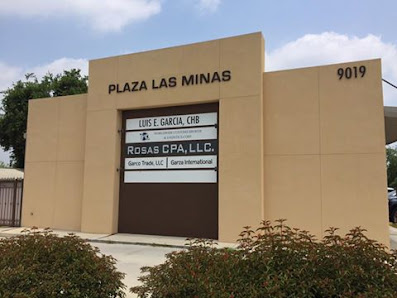 PLAZA LAS MINAS
9019
LUIS E. GARCIA, CHB
ROSAS CPA, LLC.
Garco Trade, LLC
Garza International